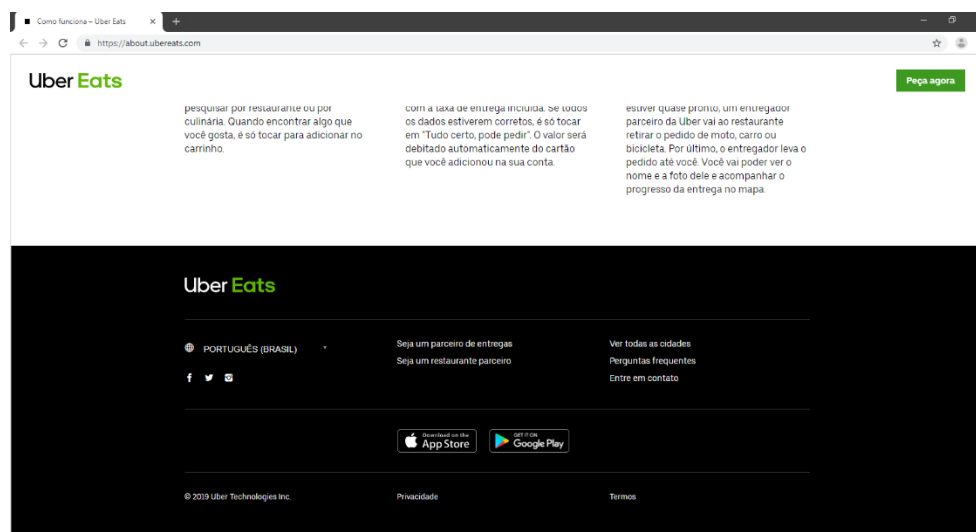 Como funciona – Uber Eats
https://about.ubereats.com
Uber Eats
Peça agora
pesquisar por restaurante ou por
culinária. Quando encontrar algo que
você gosta, é só tocar para adicionar no
carrinho.
com a taxa de entrega incluída. Se todos
os dados estiverem corretos, é só tocar
em "Tudo certo, pode pedir". O valor será
debitado automaticamente do cartão
que você adicionou na sua conta.
estiver quase pronto, um entregador
parceiro da Uber vai ao restaurante
retirar o pedido de moto, carro ou
bicicleta. Por último, o entregador leva o
pedido até você. Você vai poder ver o
nome e a foto dele e acompanhar o
progresso da entrega no mapa.
Uber Eats
PORTUGUÊS (BRASIL)
Seja um parceiro de entregas
Seja um restaurante parceiro
Ver todas as cidades
Perguntas frequentes
Entre em contato
Download on the
App Store
GET IT ON
Google Play
© 2019 Uber Technologies Inc.
Privacidade
Termos